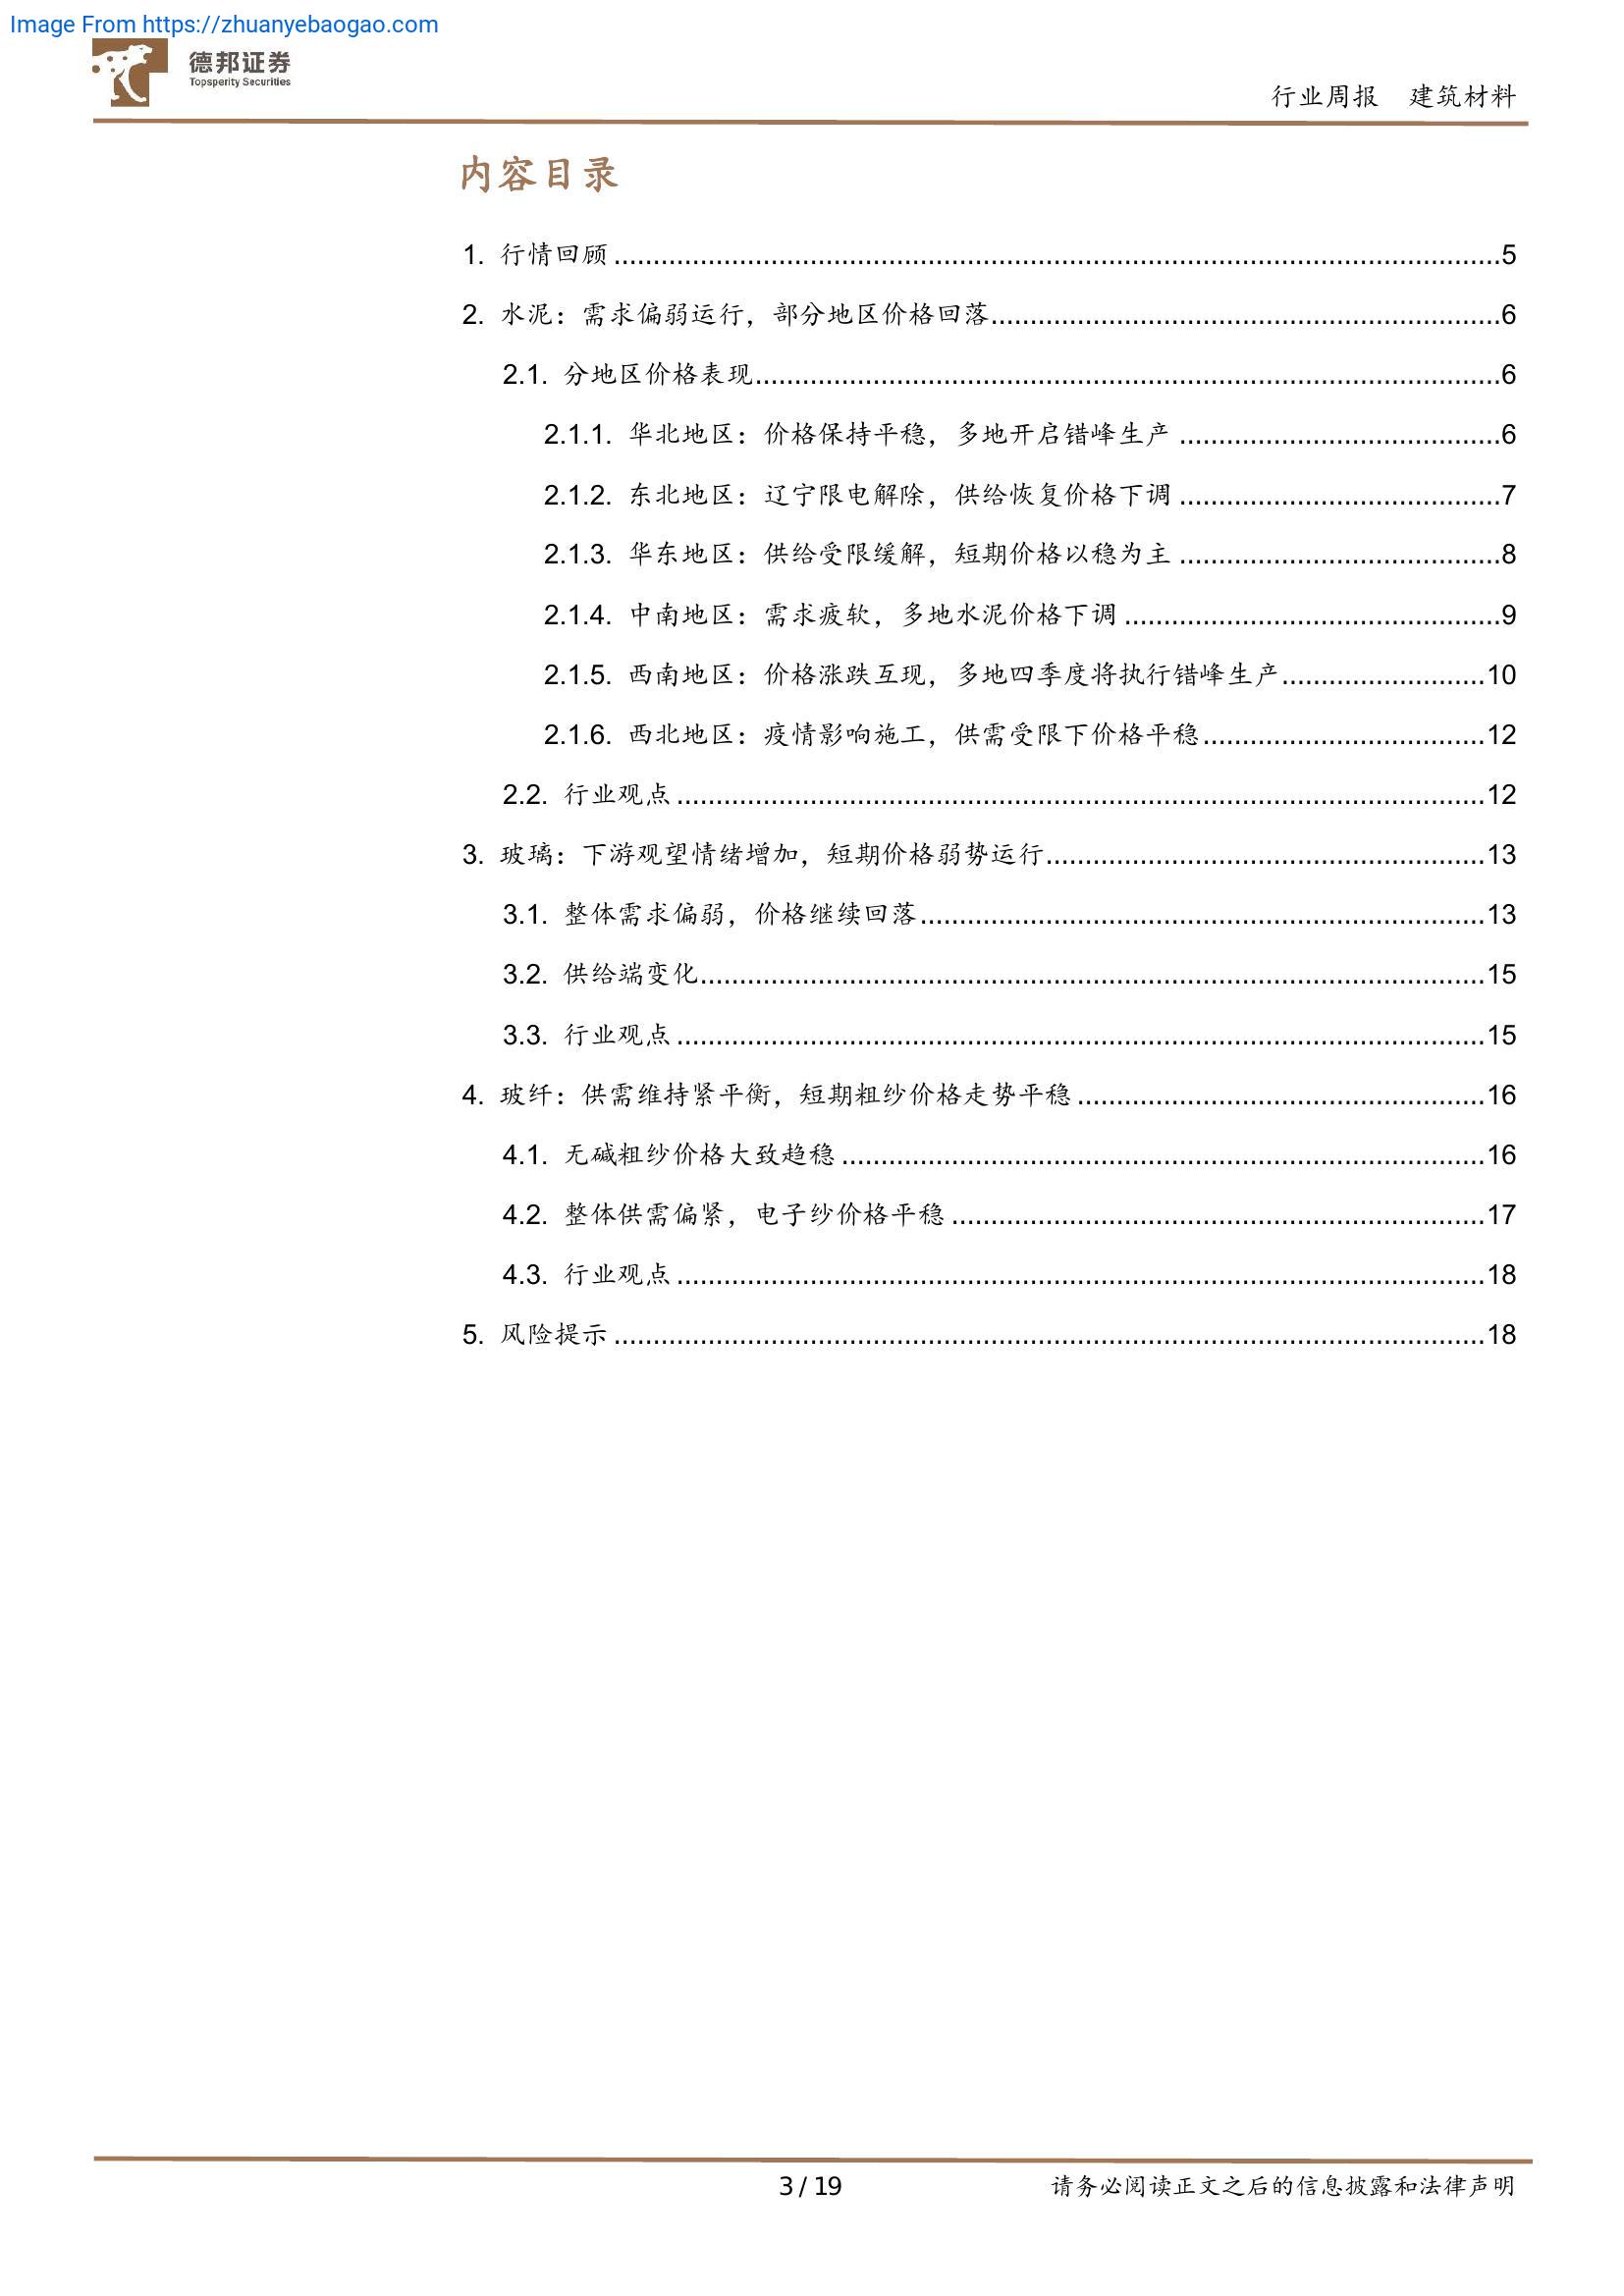 Image From https://zhuanyebaogao.com
德邦证券
Topsperity Securities
行业周报 建筑材料
内容目录
1. 行情回顾 ................................................................ 5
2. 水泥：需求偏弱运行，部分地区价格回落 ................................................................ 6
2.1. 分地区价格表现 ................................................................ 6
2.1.1. 华北地区：价格保持平稳，多地开启错峰生产 ................................................................ 6
2.1.2. 东北地区：辽宁限电解除，供给恢复价格下调 ................................................................ 7
2.1.3. 华东地区：供给受限缓解，短期价格以稳为主 ................................................................ 8
2.1.4. 中南地区：需求疲软，多地水泥价格下调 ................................................................ 9
2.1.5. 西南地区：价格涨跌互现，多地四季度将执行错峰生产 ................................................................ 10
2.1.6. 西北地区：疫情影响施工，供需受限下价格平稳 ................................................................ 12
2.2. 行业观点 ................................................................ 12
3. 玻璃：下游观望情绪增加，短期价格弱势运行 ................................................................ 13
3.1. 整体需求偏弱，价格继续回落 ................................................................ 13
3.2. 供给端变化 ................................................................ 15
3.3. 行业观点 ................................................................ 15
4. 玻纤：供需维持紧平衡，短期粗纱价格走势平稳 ................................................................ 16
4.1. 无碱粗纱价格大致趋稳 ................................................................ 16
4.2. 整体供需偏紧，电子纱价格平稳 ................................................................ 17
4.3. 行业观点 ................................................................ 18
5. 风险提示 ................................................................ 18
3 / 19
请务必阅读正文之后的信息披露和法律声明